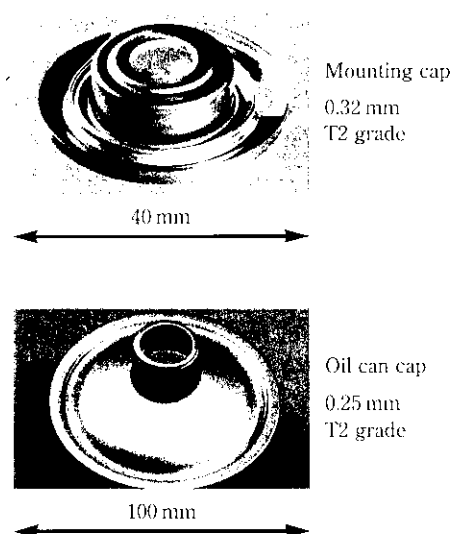 Mounting cap
0.32 mm
T2 grade
40 mm
Oil can cap
0.25 mm
T2 grade
100 mm